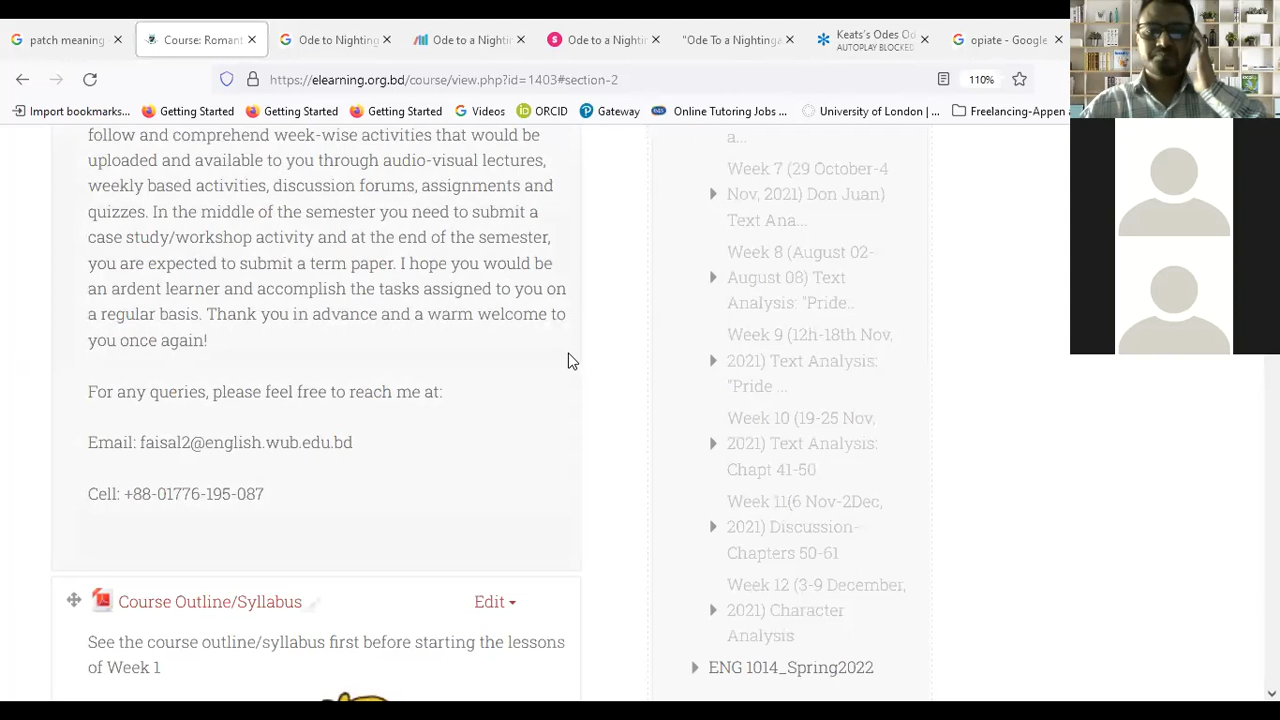 patch meaning
Course: Romant
Ode to Nighting
Ode to a Nighti
Ode to a Nighti
"Ode To a Nightinga
Keats's Odes Od
AUTOPLAY BLOCKED
opiate - Google
https://elearning.org.bd/course/view.php?id=1403#section-2
110%
Import bookmarks...
Getting Started
Getting Started
Getting Started
Videos
ORCID
Gateway
Online Tutoring Jobs ...
University of London | ...
Freelancing-Appen
follow and comprehend week-wise activities that would be
uploaded and available to you through audio-visual lectures,
weekly based activities, discussion forums, assignments and
quizzes. In the middle of the semester you need to submit a
case study/workshop activity and at the end of the semester,
you are expected to submit a term paper. I hope you would be
an ardent learner and accomplish the tasks assigned to you on
a regular basis. Thank you in advance and a warm welcome to
you once again!
For any queries, please feel free to reach me at:
Email: faisal2@english.wub.edu.bd
Cell: +88-01776-195-087
Course Outline/Syllabus
Edit
See the course outline/syllabus first before starting the lessons
of Week 1
a...
Week 7 (29 October-4
Nov, 2021) Don Juan)
Text Ana...
Week 8 (August 02-
August 08) Text
Analysis: "Pride..
Week 9 (12h-18th Nov,
2021) Text Analysis:
"Pride ...
Week 10 (19-25 Nov,
2021) Text Analysis:
Chapt 41-50
Week 11(6 Nov-2Dec,
2021) Discussion-
Chapters 50-61
Week 12 (3-9 December,
2021) Character
Analysis
ENG 1014_Spring2022